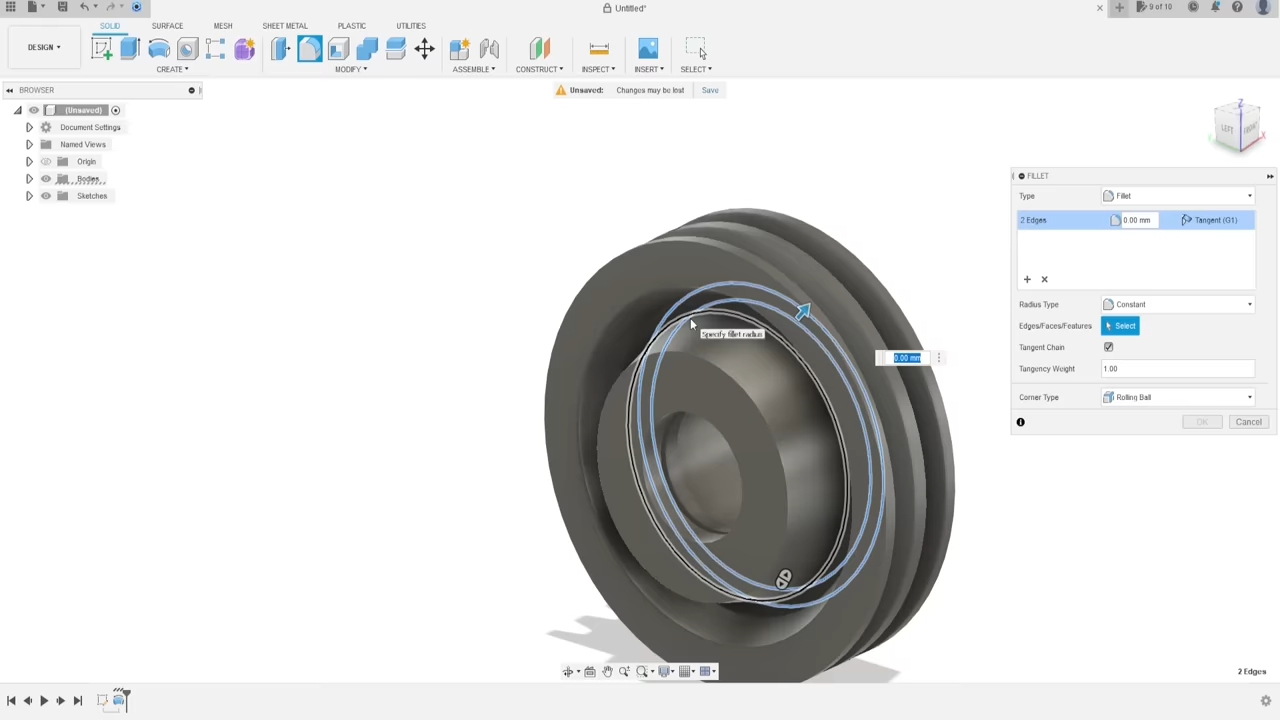 Untitled*
9 of 10
SOLID SURFACE MESH SHEET METAL PLASTIC UTILITIES
DESIGN
CREATE MODIFY ASSEMBLE CONSTRUCT INSPECT INSERT SELECT
BROWSER
Unsaved: Changes may be lost Save
(Unsaved)
Document Settings
Named Views
Origin
Bodies
Sketches
Z
LEFT
FRONT
X
FILLET
Type Fillet
2 Edges 0.00 mm Tangent (G1)
Radius Type Constant
Edges/Faces/Features Select
Tangent Chain
Tangency Weight 1.00
Corner Type Rolling Ball
OK Cancel
Specify fillet radius
0.00 mm
2 Edges